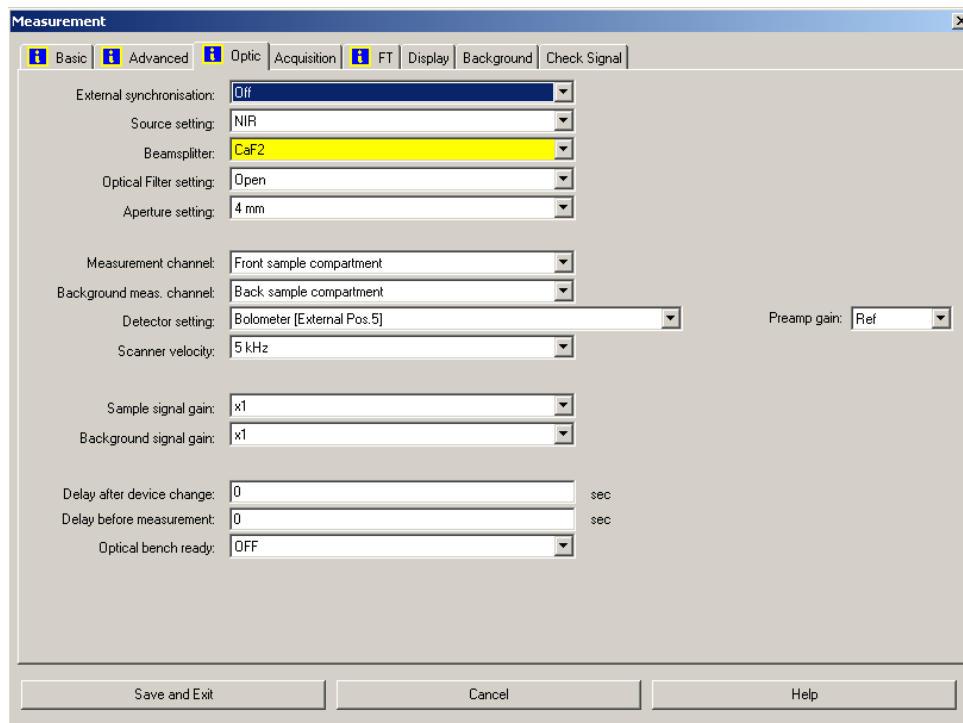 Measurement
Basic Advanced Optic Acquisition FT Display Background Check Signal
External synchronisation: Off
Source setting: NIR
Beamsplitter: CaF2
Optical Filter setting: Open
Aperture setting: 4 mm
Measurement channel: Front sample compartment
Background meas. channel: Back sample compartment
Detector setting: Bolometer [External Pos.5] Preamp gain: Ref
Scanner velocity: 5 kHz
Sample signal gain: x1
Background signal gain: x1
Delay after device change: 0 sec
Delay before measurement: 0 sec
Optical bench ready: OFF
Save and Exit Cancel Help